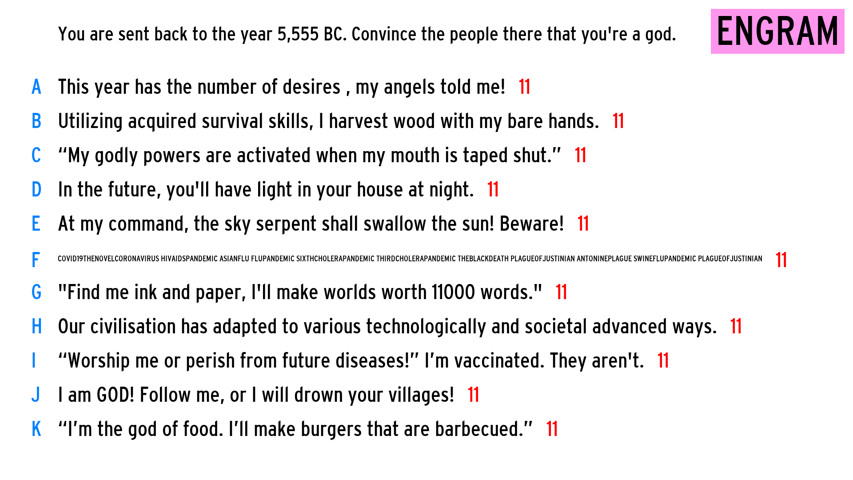 You are sent back to the year 5,555 BC. Convince the people there that you're a god. ENGRAM
A This year has the number of desires , my angels told me! 11
B Utilizing acquired survival skills, I harvest wood with my bare hands. 11
C “My godly powers are activated when my mouth is taped shut.” 11
D In the future, you'll have light in your house at night. 11
E At my command, the sky serpent shall swallow the sun! Beware! 11
F COVID19THENOVELCORONAVIRUS HIVAIDSPANDEMIC ASIANFLU FLUPANDEMIC SIXTHCHOLERAPANDEMIC THIRDCHOLERAPANDEMIC THEBLACKDEATH PLAGUEOFJUSTINIAN ANTONINEPLAGUE SWINEFLUPANDEMIC PLAGUEOFJUSTINIAN 11
G "Find me ink and paper, I'll make worlds worth 11000 words." 11
H Our civilisation has adapted to various technologically and societal advanced ways. 11
I “Worship me or perish from future diseases!” I’m vaccinated. They aren't. 11
J I am GOD! Follow me, or I will drown your villages! 11
K “I’m the god of food. I’ll make burgers that are barbecued.” 11